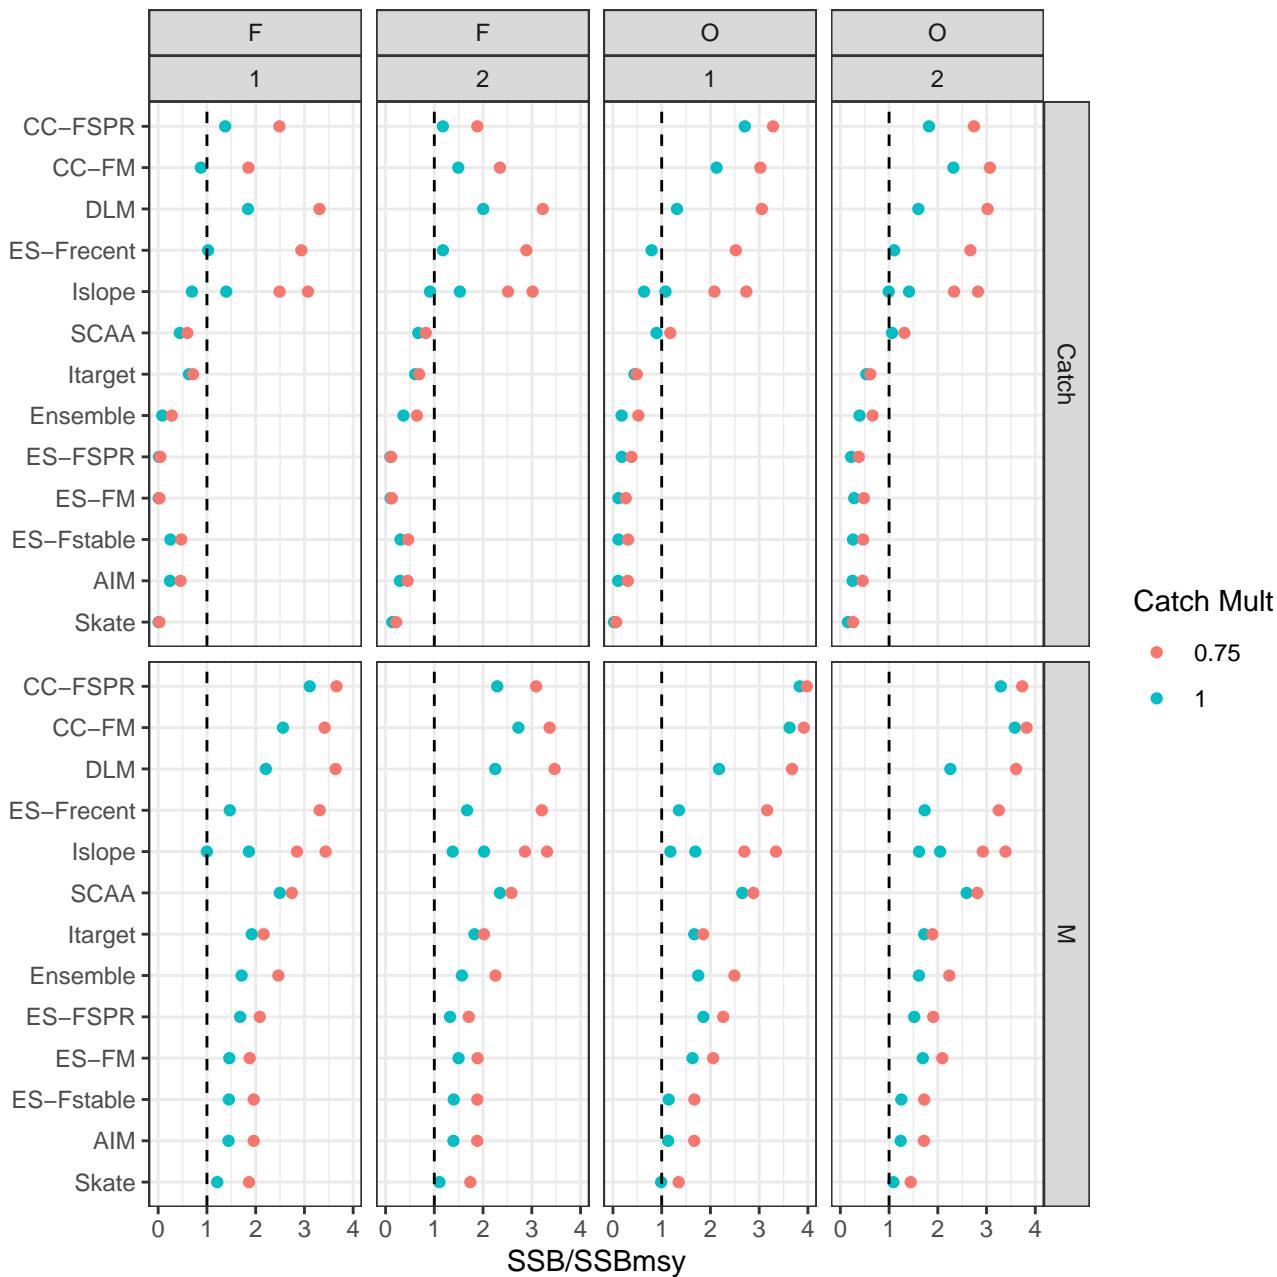 F F O O
1 2 1 2
CC−FSPR
CC−FM
DLM
ES−Frecent
Islope
SCAA
Itarget
Ensemble
ES−FSPR
ES−FM
ES−Fstable
AIM
Skate
Catch
CC−FSPR
CC−FM
DLM
ES−Frecent
Islope
SCAA
Itarget
Ensemble
ES−FSPR
ES−FM
ES−Fstable
AIM
Skate
M
0 1 2 3 4 0 1 2 3 4 0 1 2 3 4 0 1 2 3 4
SSB/SSBmsy
Catch Mult
0.75
1